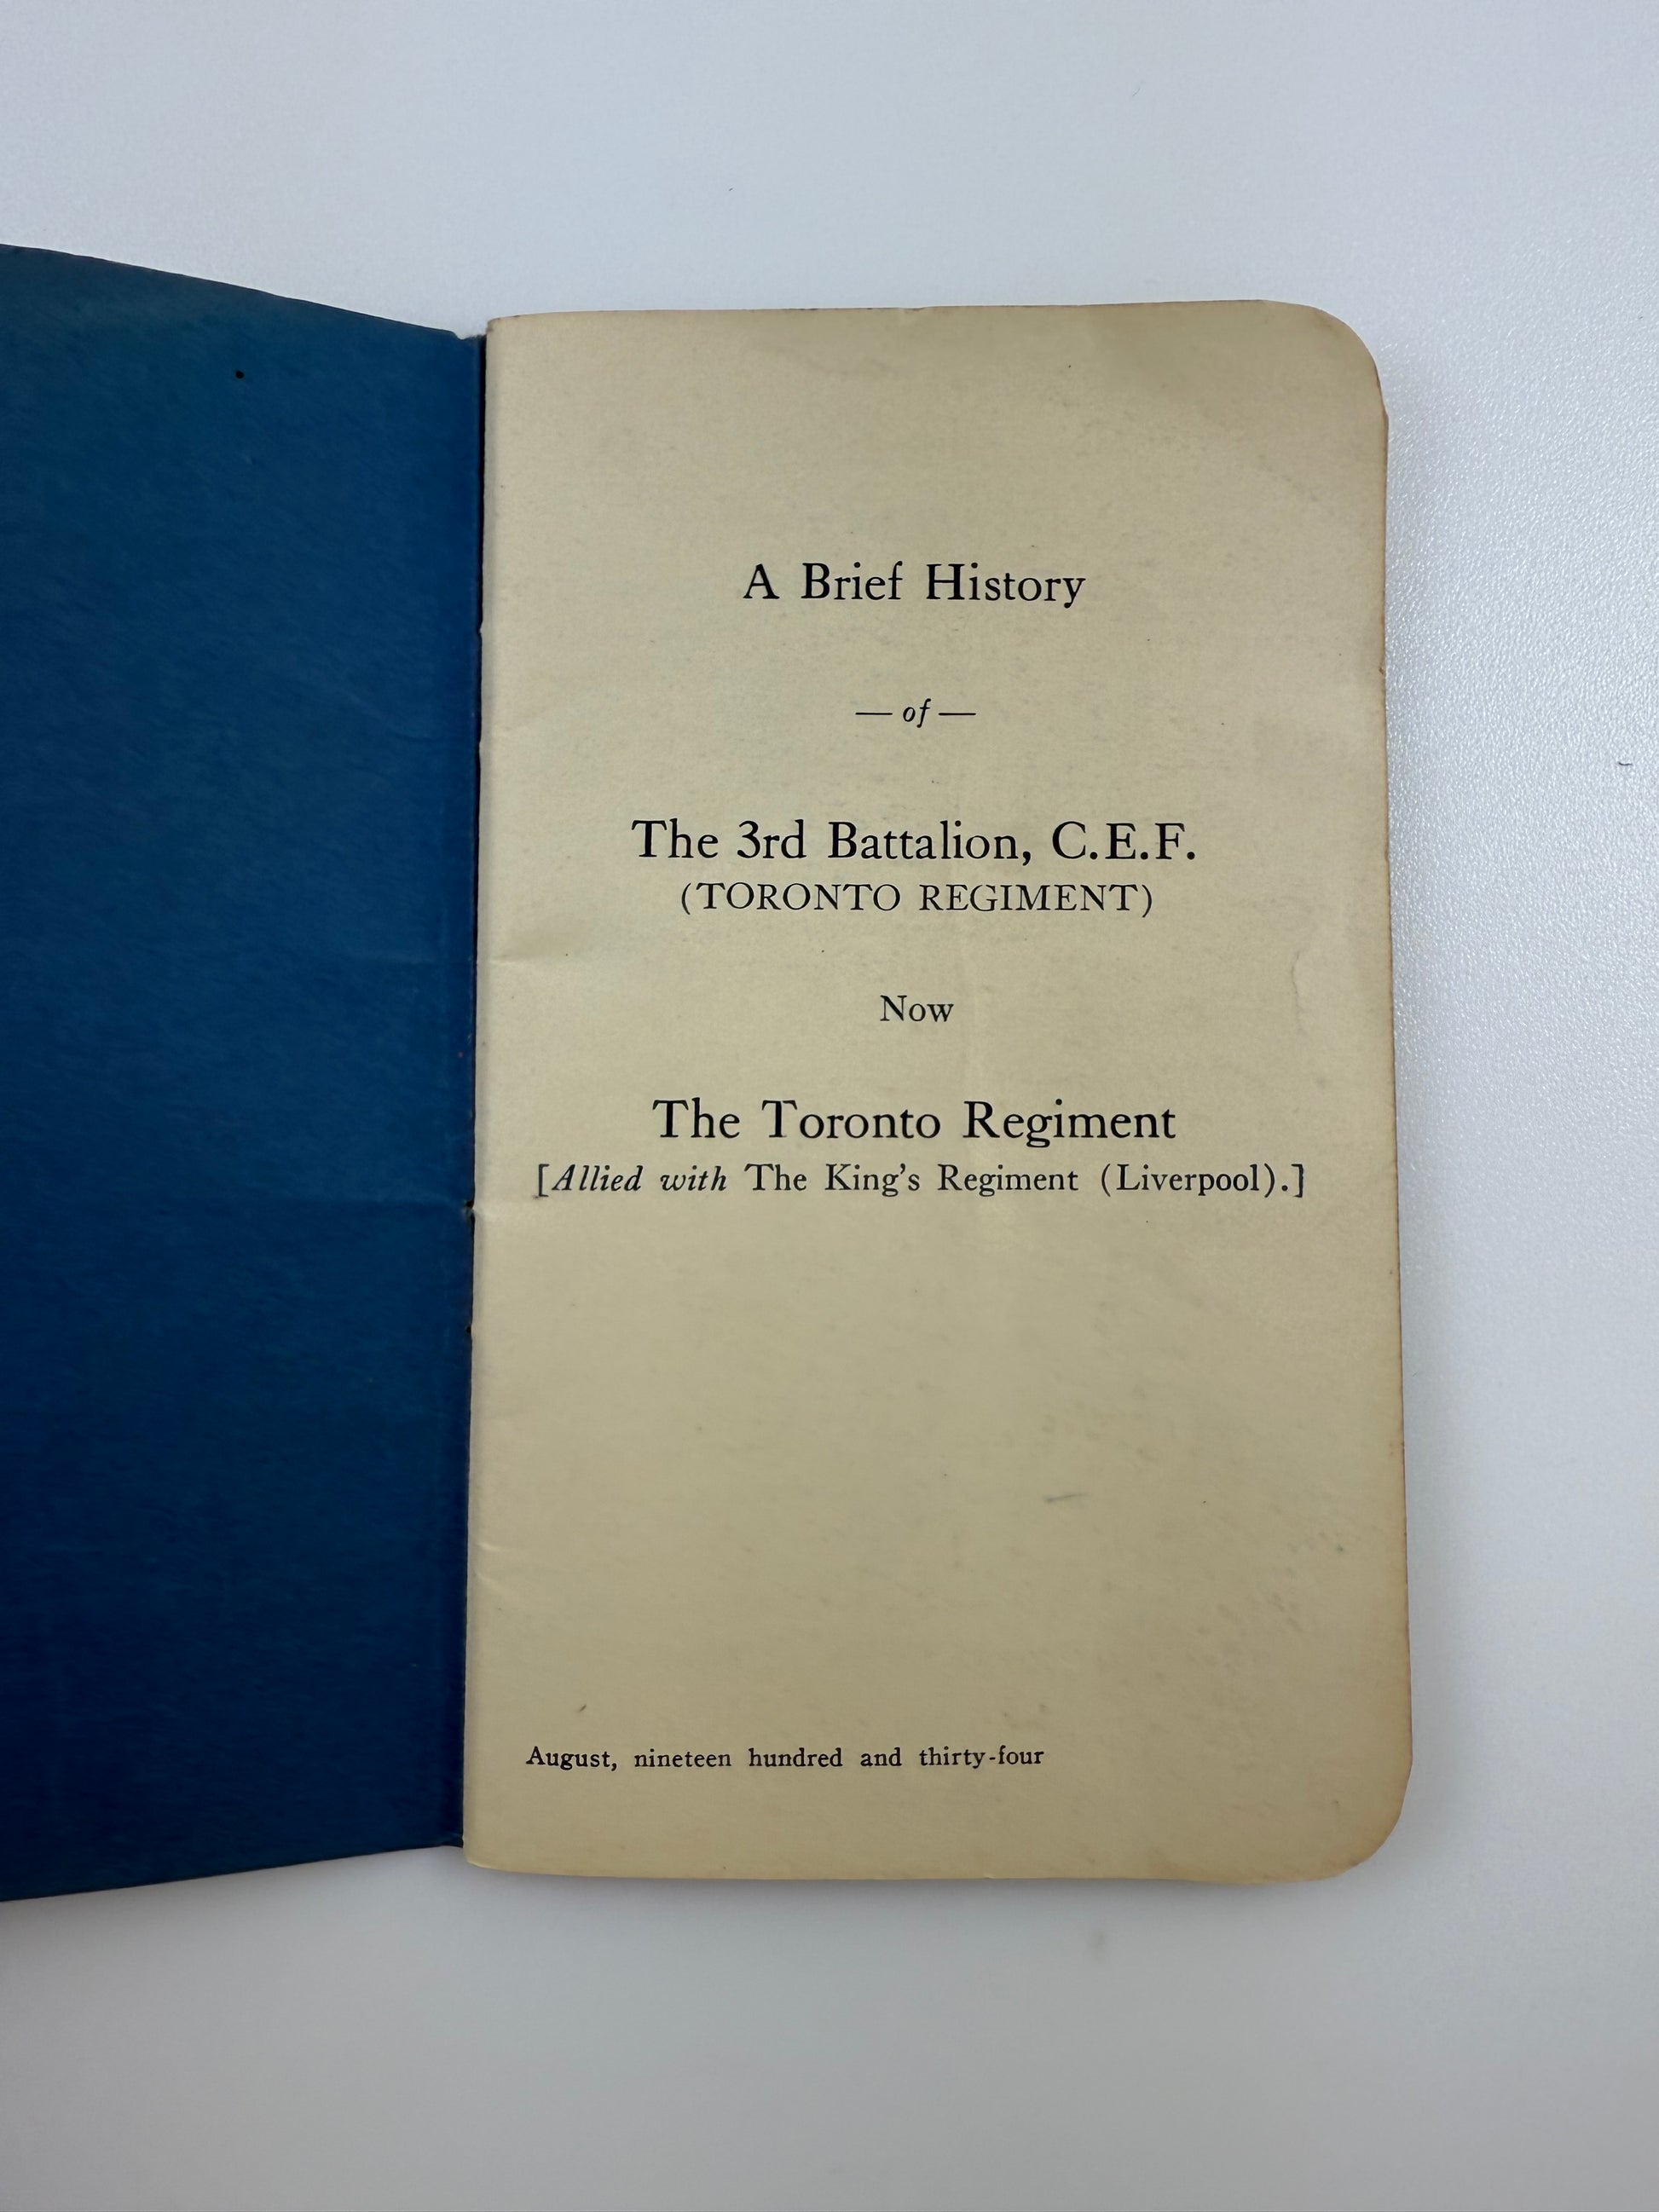 A Brief History
— of —
The 3rd Battalion, C.E.F.
(TORONTO REGIMENT)
Now
The Toronto Regiment
[Allied with The King's Regiment (Liverpool).]
August, nineteen hundred and thirty-four